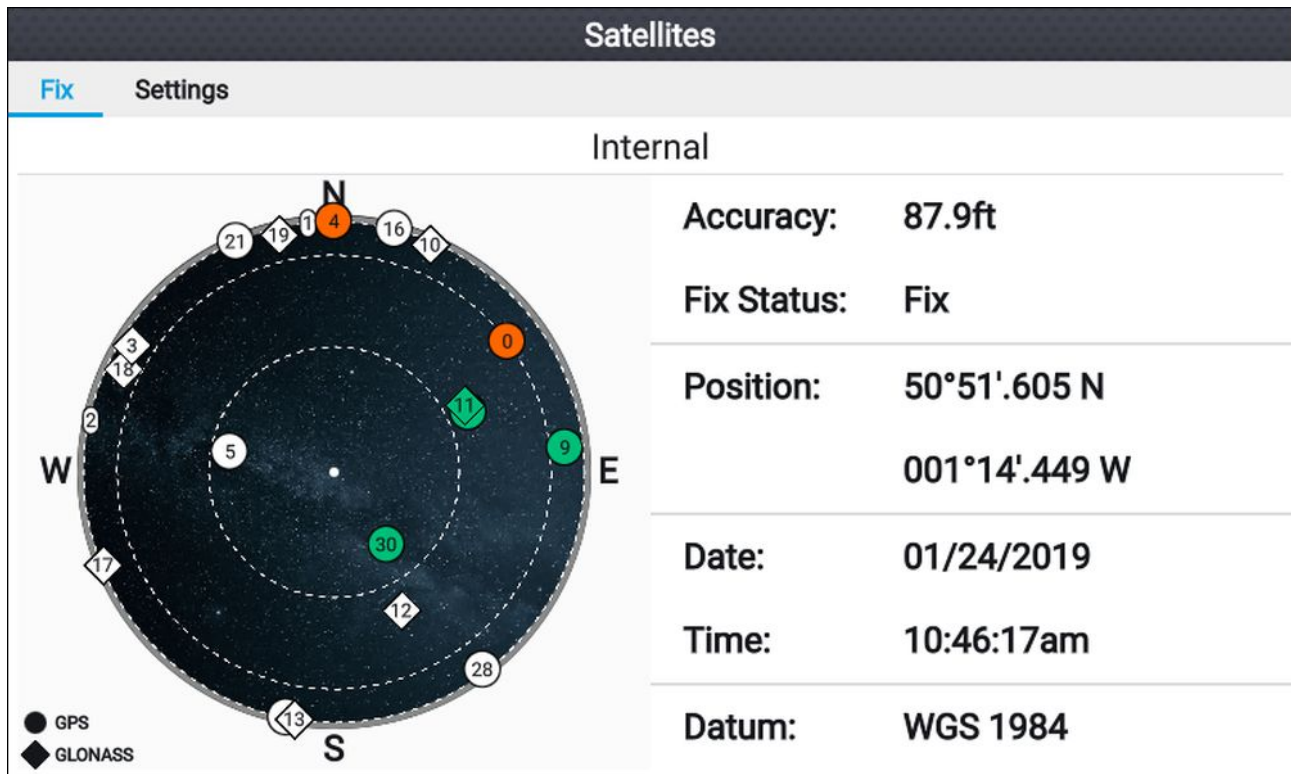 Satellites
Fix Settings
Internal
N
4
1
16
19
21
10
3
0
18
11
2
9
5
W
E
30
17
12
28
13
S
GPS
GLONASS
Accuracy: 87.9ft
Fix Status: Fix
Position: 50°51'.605 N
001°14'.449 W
Date: 01/24/2019
Time: 10:46:17am
Datum: WGS 1984